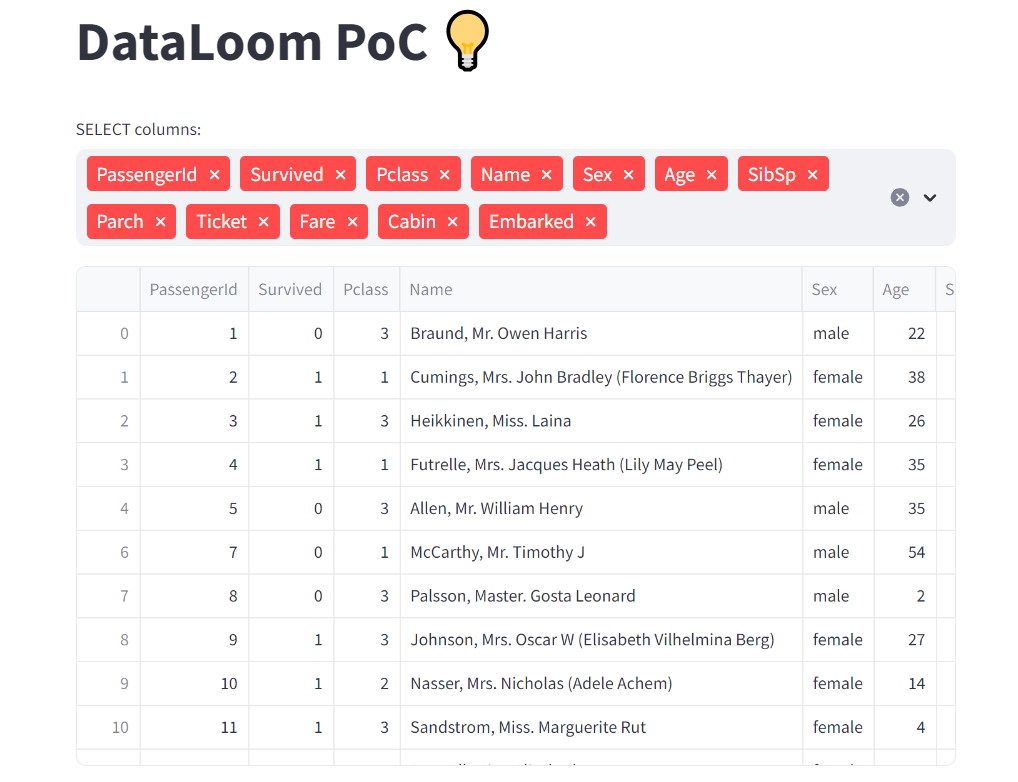 DataLoom PoC
SELECT columns:
PassengerId × Survived × Pclass × Name × Sex × Age × SibSp ×
Parch × Ticket × Fare × Cabin × Embarked ×
PassengerId Survived Pclass Name Sex Age S
0 1 0 3 Braund, Mr. Owen Harris male 22
1 2 1 1 Cumings, Mrs. John Bradley (Florence Briggs Thayer) female 38
2 3 1 3 Heikkinen, Miss. Laina female 26
3 4 1 1 Futrelle, Mrs. Jacques Heath (Lily May Peel) female 35
4 5 0 3 Allen, Mr. William Henry male 35
6 7 0 1 McCarthy, Mr. Timothy J male 54
7 8 0 3 Palsson, Master. Gosta Leonard male 2
8 9 1 3 Johnson, Mrs. Oscar W (Elisabeth Vilhelmina Berg) female 27
9 10 1 2 Nasser, Mrs. Nicholas (Adele Achem) female 14
10 11 1 3 Sandstrom, Miss. Marguerite Rut female 4